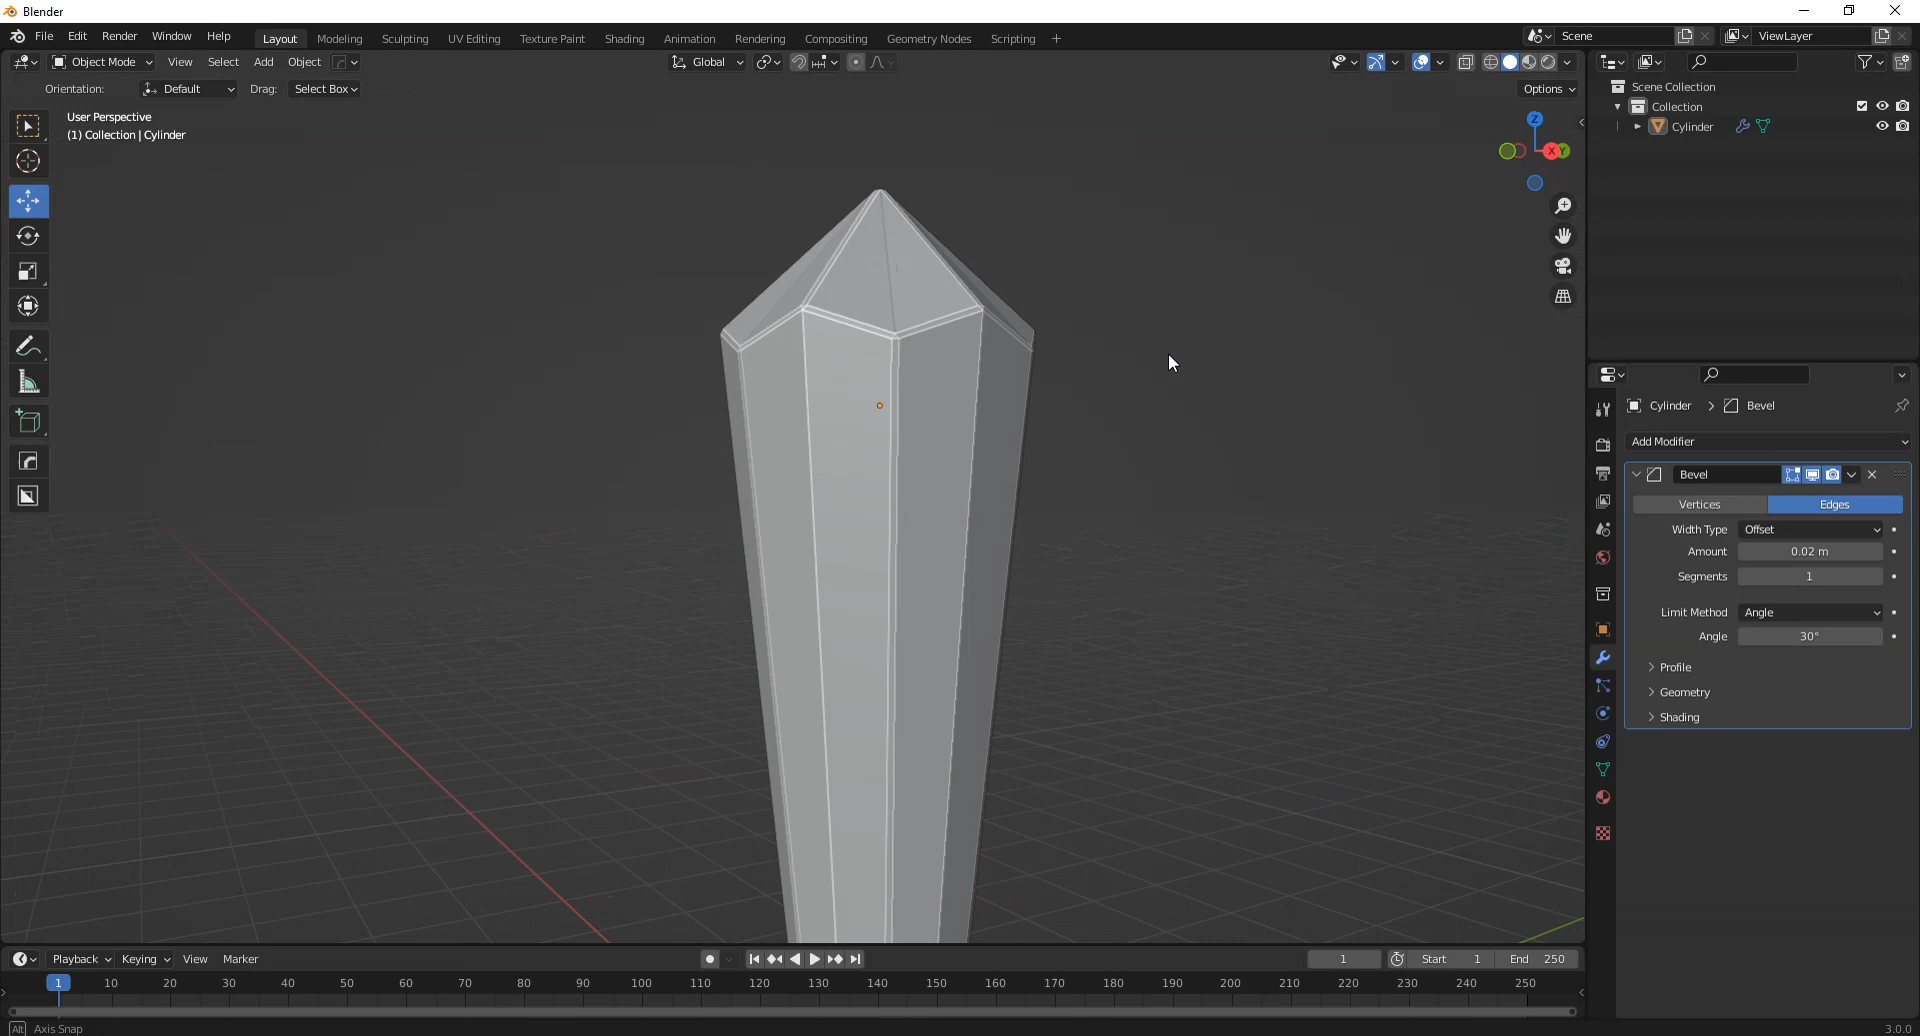 Blender
File Edit Render Window Help Layout Modeling Sculpting UV Editing Texture Paint Shading Animation Rendering Compositing Geometry Nodes Scripting + Scene ViewLayer
Object Mode View Select Add Object Global
Orientation: Default Drag: Select Box Options
User Perspective
(1) Collection | Cylinder
Z
X Y
Scene Collection
Collection
Cylinder
Cylinder > Bevel
Add Modifier
Bevel
Vertices Edges
Width Type Offset
Amount 0.02 m
Segments 1
Limit Method Angle
Angle 30°
Profile
Geometry
Shading
Playback Keying View Marker 1 Start 1 End 250
1 10 20 30 40 50 60 70 80 90 100 110 120 130 140 150 160 170 180 190 200 210 220 230 240 250
Alt Axis Snap 3.0.0